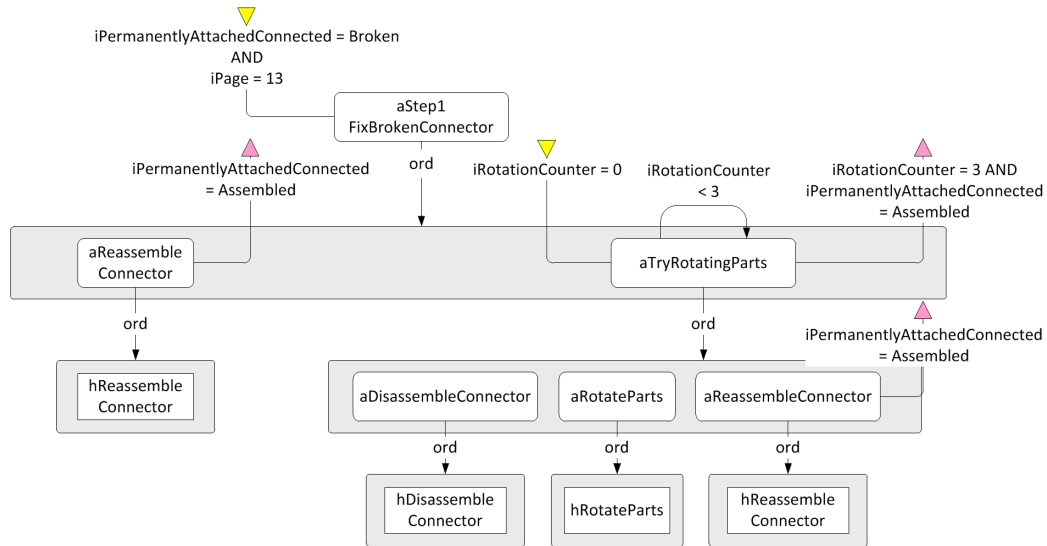 iPermanentlyAttachedConnected = Broken
AND
iPage = 13
aStep1
FixBrokenConnector
iPermanentlyAttachedConnected
= Assembled
ord
iRotationCounter = 0
iRotationCounter
< 3
iRotationCounter = 3 AND
iPermanentlyAttachedConnected
= Assembled
aReassemble
Connector
aTryRotatingParts
ord
ord
iPermanentlyAttachedConnected
= Assembled
hReassemble
Connector
aDisassembleConnector
aRotateParts
aReassembleConnector
ord
ord
ord
hDisassemble
Connector
hRotateParts
hReassemble
Connector